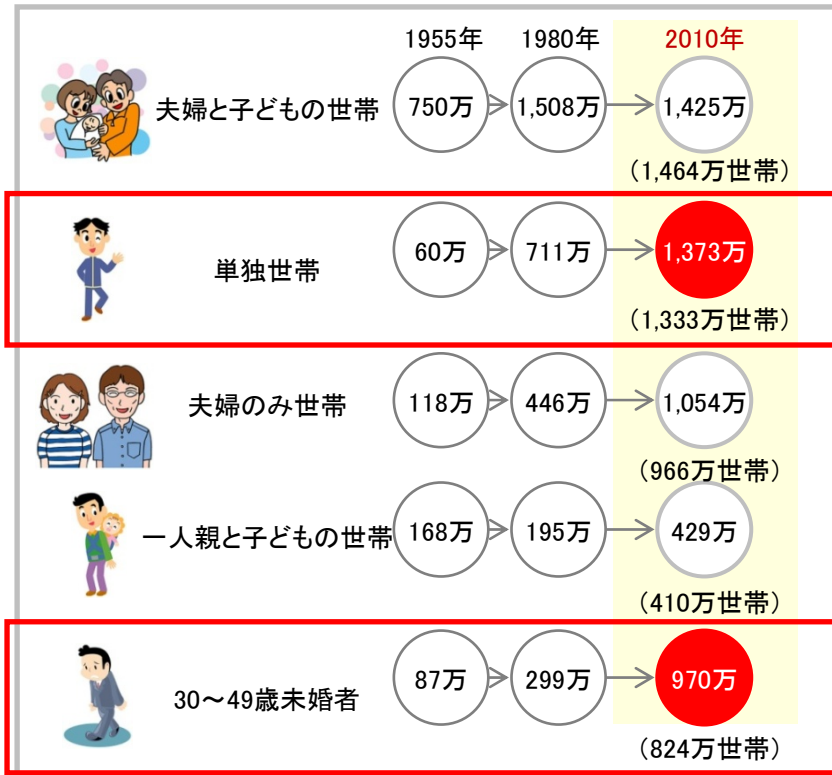 1955年 1980年 2010年
夫婦と子どもの世帯 750万 1,508万 1,425万
(1,464万世帯)
単独世帯 60万 711万 1,373万
(1,333万世帯)
夫婦のみ世帯 118万 446万 1,054万
(966万世帯)
一人親と子どもの世帯 168万 195万 429万
(410万世帯)
30～49歳未婚者 87万 299万 970万
(824万世帯)